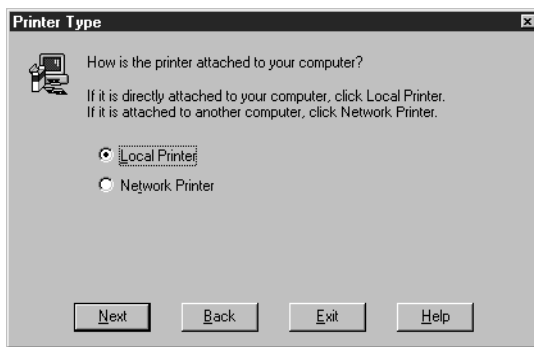 Printer Type
How is the printer attached to your computer?
If it is directly attached to your computer, click Local Printer.
If it is attached to another computer, click Network Printer.
Local Printer
Network Printer
Next Back Exit Help